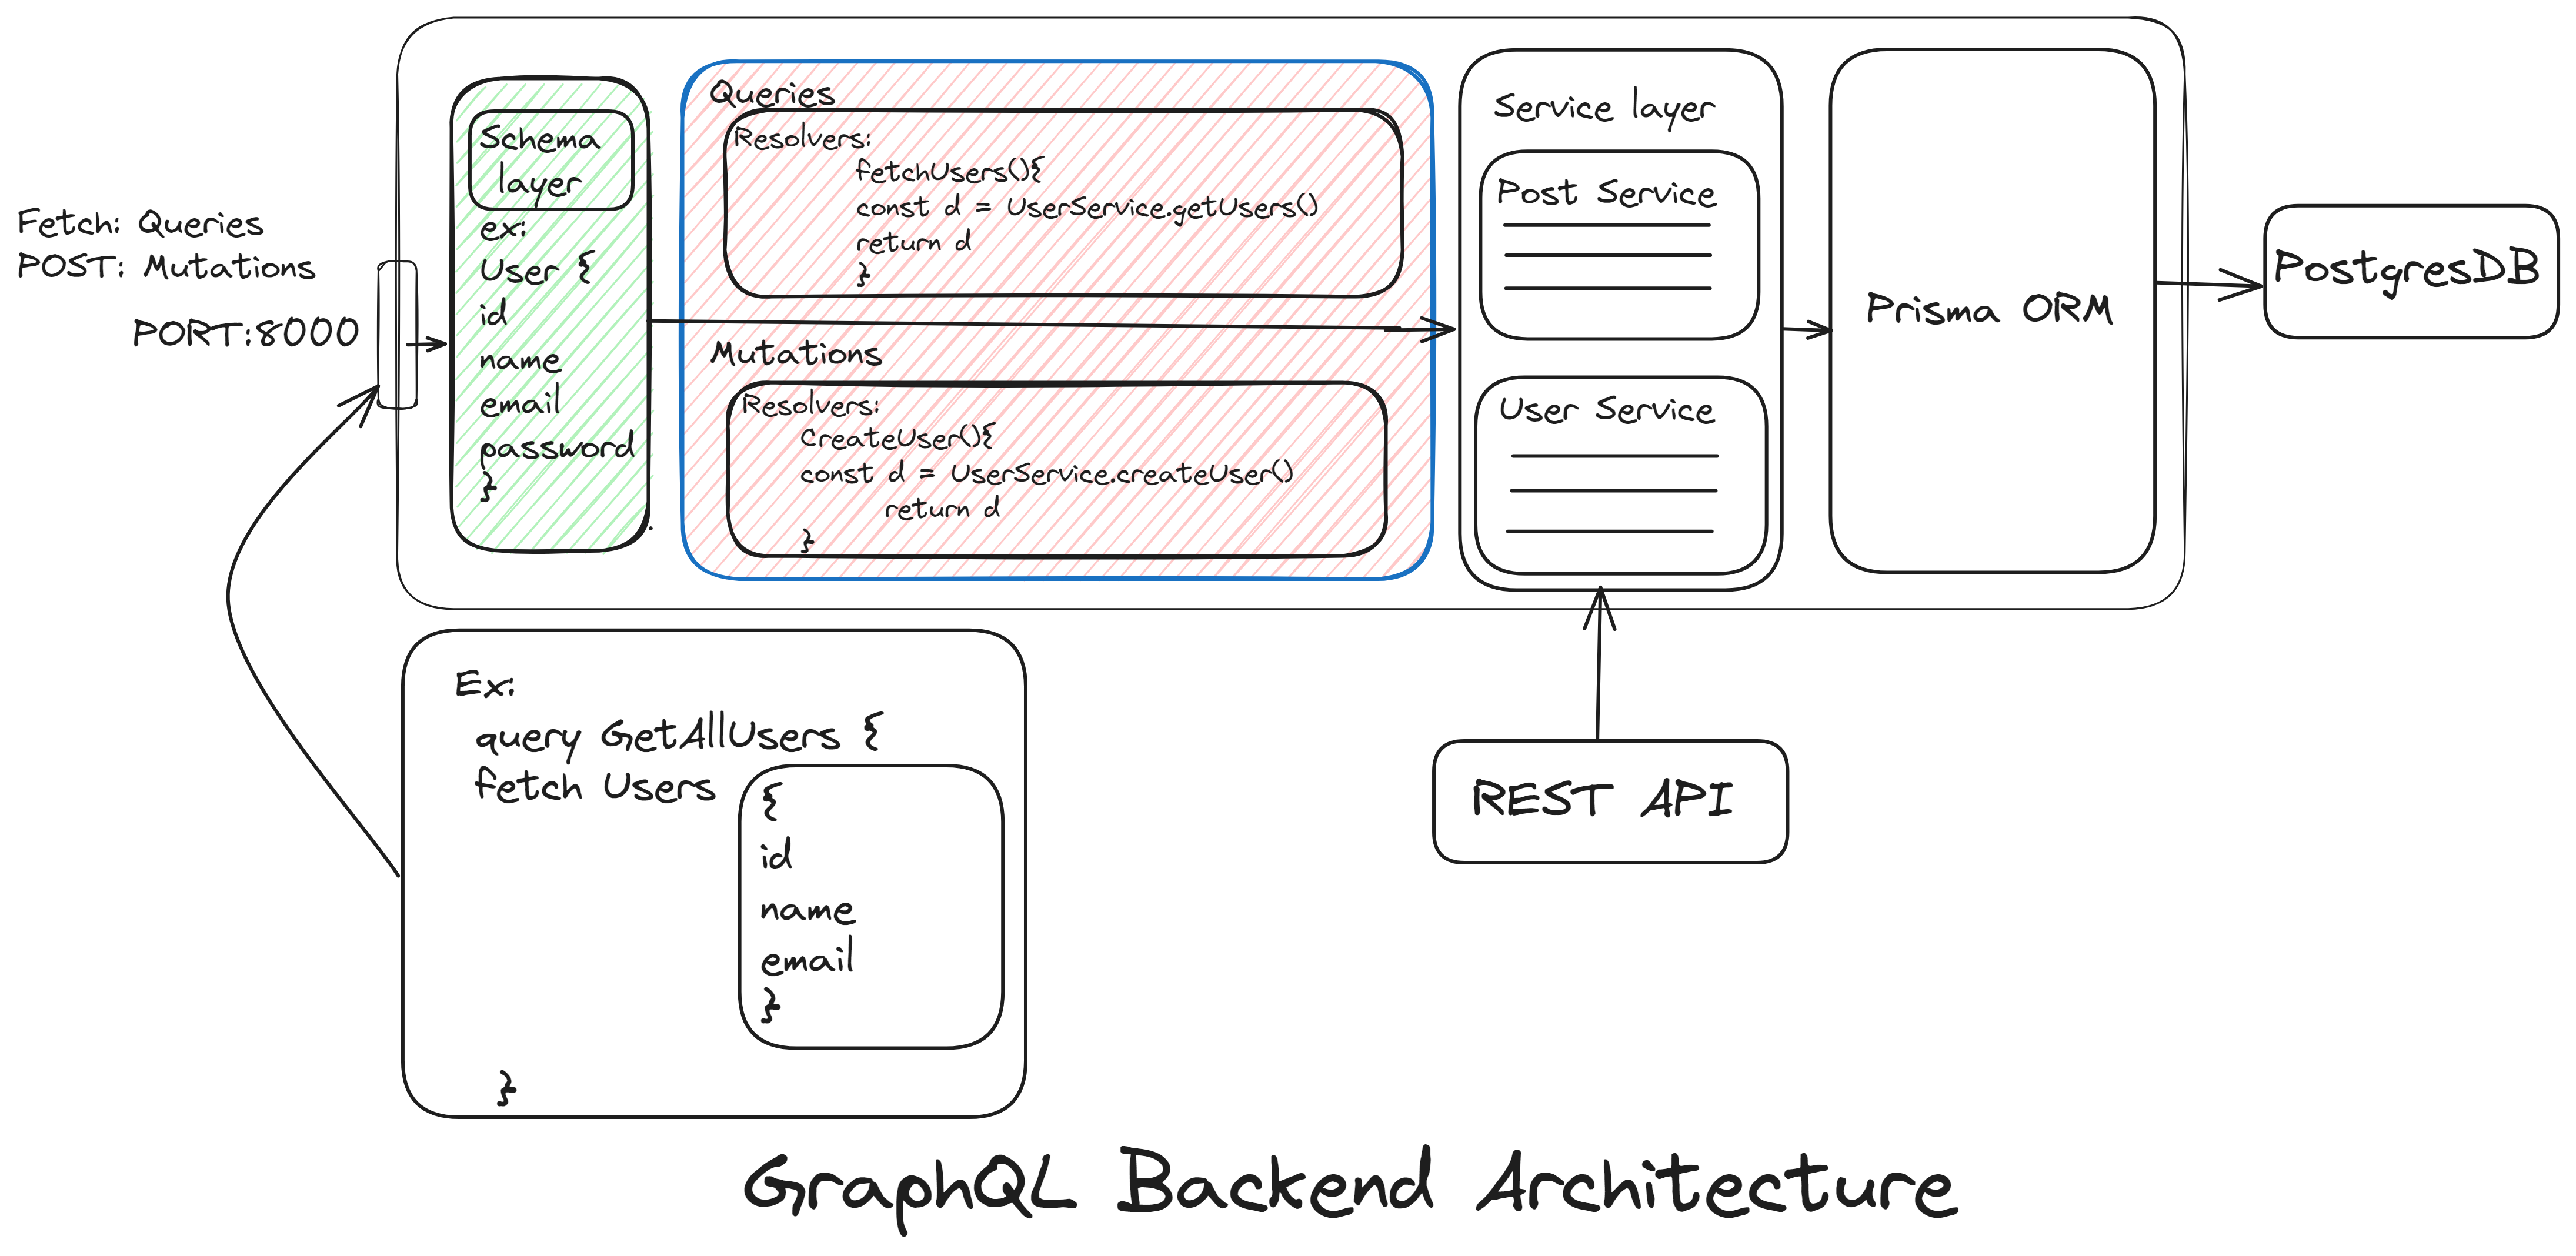 Fetch: Queries
POST: Mutations
PORT:8000
Schema
layer
ex:
User {
id
name
email
password
}
Queries
Resolvers:
fetchUsers(){
const d = UserService.getUsers()
return d
}
Mutations
Resolvers:
CreateUser(){
const d = UserService.createUser()
return d
}
Service layer
Post Service
User Service
Prisma ORM
PostgresDB
Ex:
query GetAllUsers {
fetch Users
{
id
name
email
}
}
REST API
GraphQL Backend Architecture